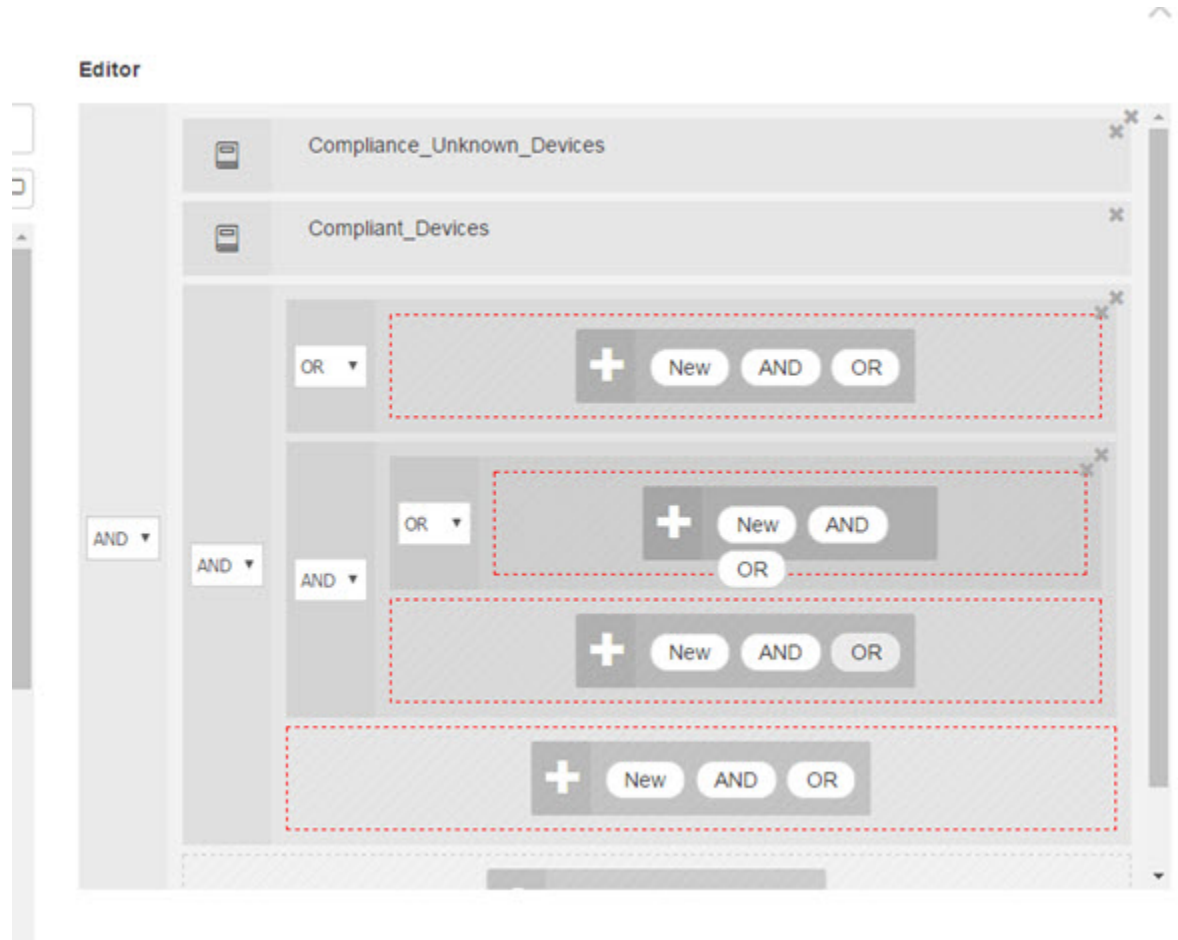 Editor
Compliance_Unknown_Devices
Compliant_Devices
OR
New AND OR
OR
New AND
OR
AND
AND
AND
New AND OR
New AND OR